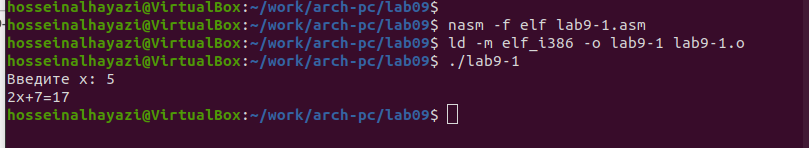 hosseinalhayazi@VirtualBox:~/work/arch-pc/lab09$
hosseinalhayazi@VirtualBox:~/work/arch-pc/lab09$ nasm -f elf lab9-1.asm
hosseinalhayazi@VirtualBox:~/work/arch-pc/lab09$ ld -m elf_i386 -o lab9-1 lab9-1.o
hosseinalhayazi@VirtualBox:~/work/arch-pc/lab09$ ./lab9-1
Введите x: 5
2x+7=17
hosseinalhayazi@VirtualBox:~/work/arch-pc/lab09$